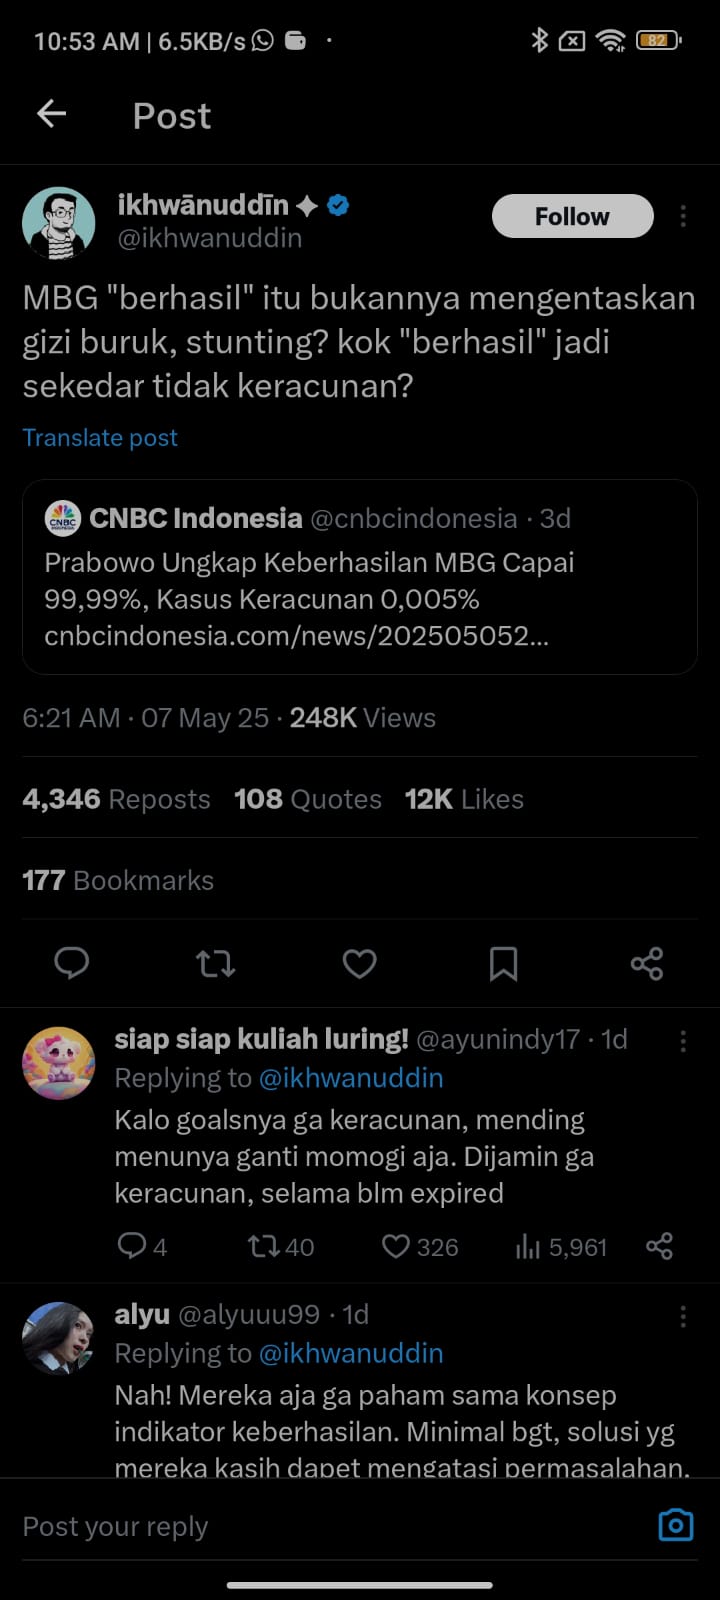 10:53 AM | 6.5KB/s
82
Post
ikhwānuddīn ✦
@ikhwanuddin
Follow
MBG "berhasil" itu bukannya mengentaskan
gizi buruk, stunting? kok "berhasil" jadi
sekedar tidak keracunan?
Translate post
CNBC
INDONESIA
CNBC Indonesia @cnbcindonesia · 3d
Prabowo Ungkap Keberhasilan MBG Capai
99,99%, Kasus Keracunan 0,005%
cnbcindonesia.com/news/202505052...
6:21 AM · 07 May 25 · 248K Views
4,346 Reposts 108 Quotes 12K Likes
177 Bookmarks
siap siap kuliah luring! @ayunindy17 · 1d
Replying to @ikhwanuddin
Kalo goalsnya ga keracunan, mending
menunya ganti momogi aja. Dijamin ga
keracunan, selama blm expired
4 40 326 5,961
alyu @alyuuu99 · 1d
Replying to @ikhwanuddin
Nah! Mereka aja ga paham sama konsep
indikator keberhasilan. Minimal bgt, solusi yg
mereka kasih dapet mengatasi permasalahan.
Post your reply